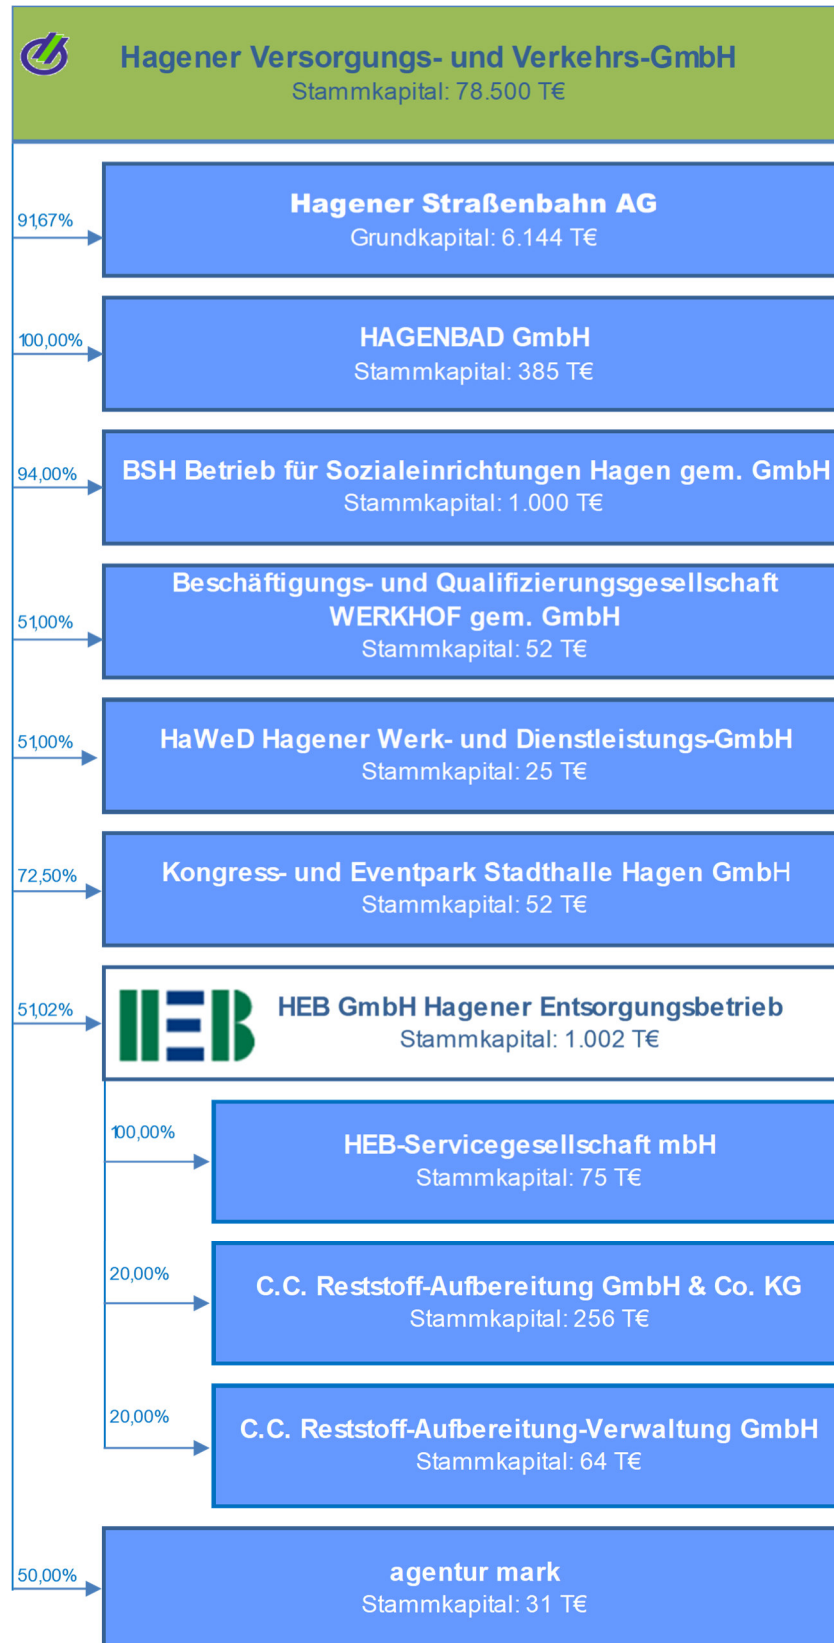 Hagener Versorgungs- und Verkehrs-GmbH
Stammkapital: 78.500 T€
91,67%
Hagener Straßenbahn AG
Grundkapital: 6.144 T€
100,00%
HAGENBAD GmbH
Stammkapital: 385 T€
94,00%
BSH Betrieb für Sozialeinrichtungen Hagen gem. GmbH
Stammkapital: 1.000 T€
51,00%
Beschäftigungs- und Qualifizierungsgesellschaft
WERKHOF gem. GmbH
Stammkapital: 52 T€
51,00%
HaWeD Hagener Werk- und Dienstleistungs-GmbH
Stammkapital: 25 T€
72,50%
Kongress- und Eventpark Stadthalle Hagen GmbH
Stammkapital: 52 T€
51,02%
HEB
HEB GmbH Hagener Entsorgungsbetrieb
Stammkapital: 1.002 T€
100,00%
HEB-Servicegesellschaft mbH
Stammkapital: 75 T€
20,00%
C.C. Reststoff-Aufbereitung GmbH & Co. KG
Stammkapital: 256 T€
20,00%
C.C. Reststoff-Aufbereitung-Verwaltung GmbH
Stammkapital: 64 T€
50,00%
agentur mark
Stammkapital: 31 T€